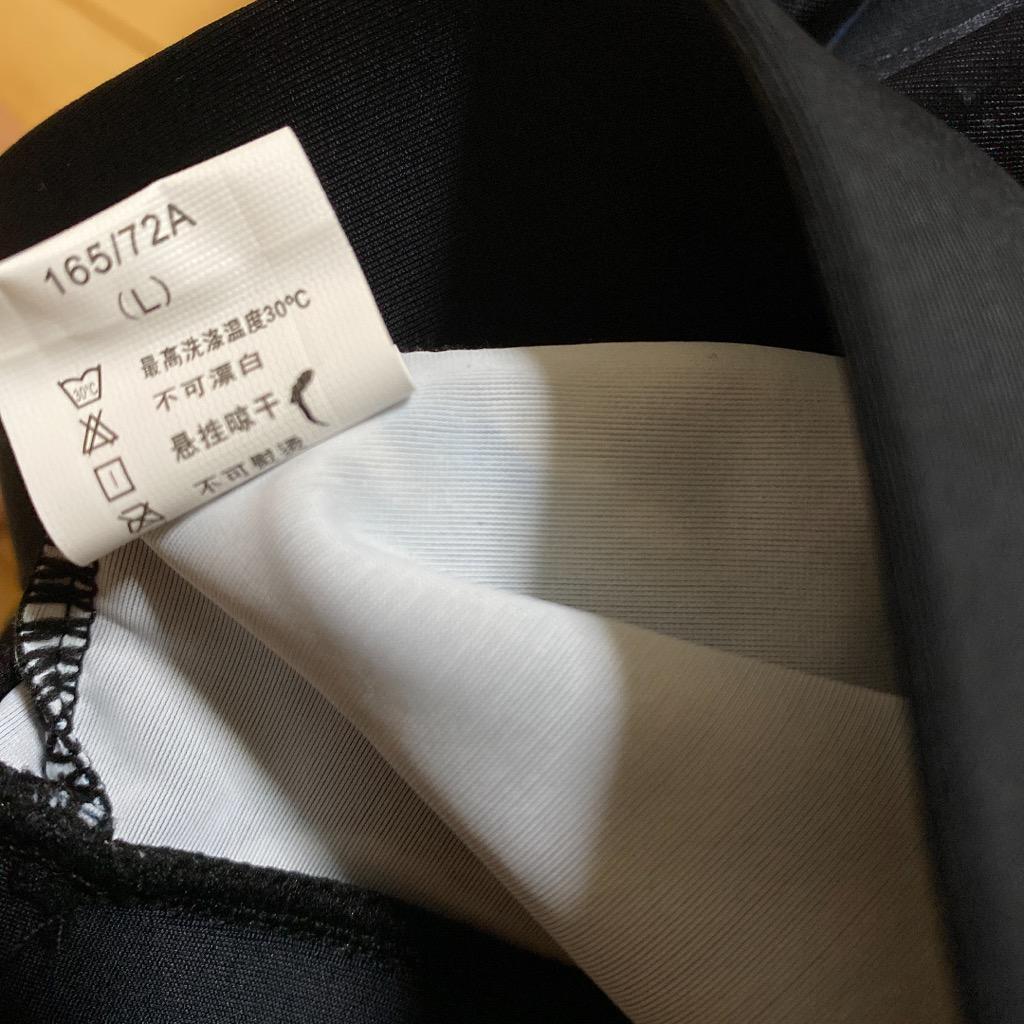 165/72A
(L)
30℃
最高洗涤温度30℃
不可漂白
悬挂晾干
不可熨烫